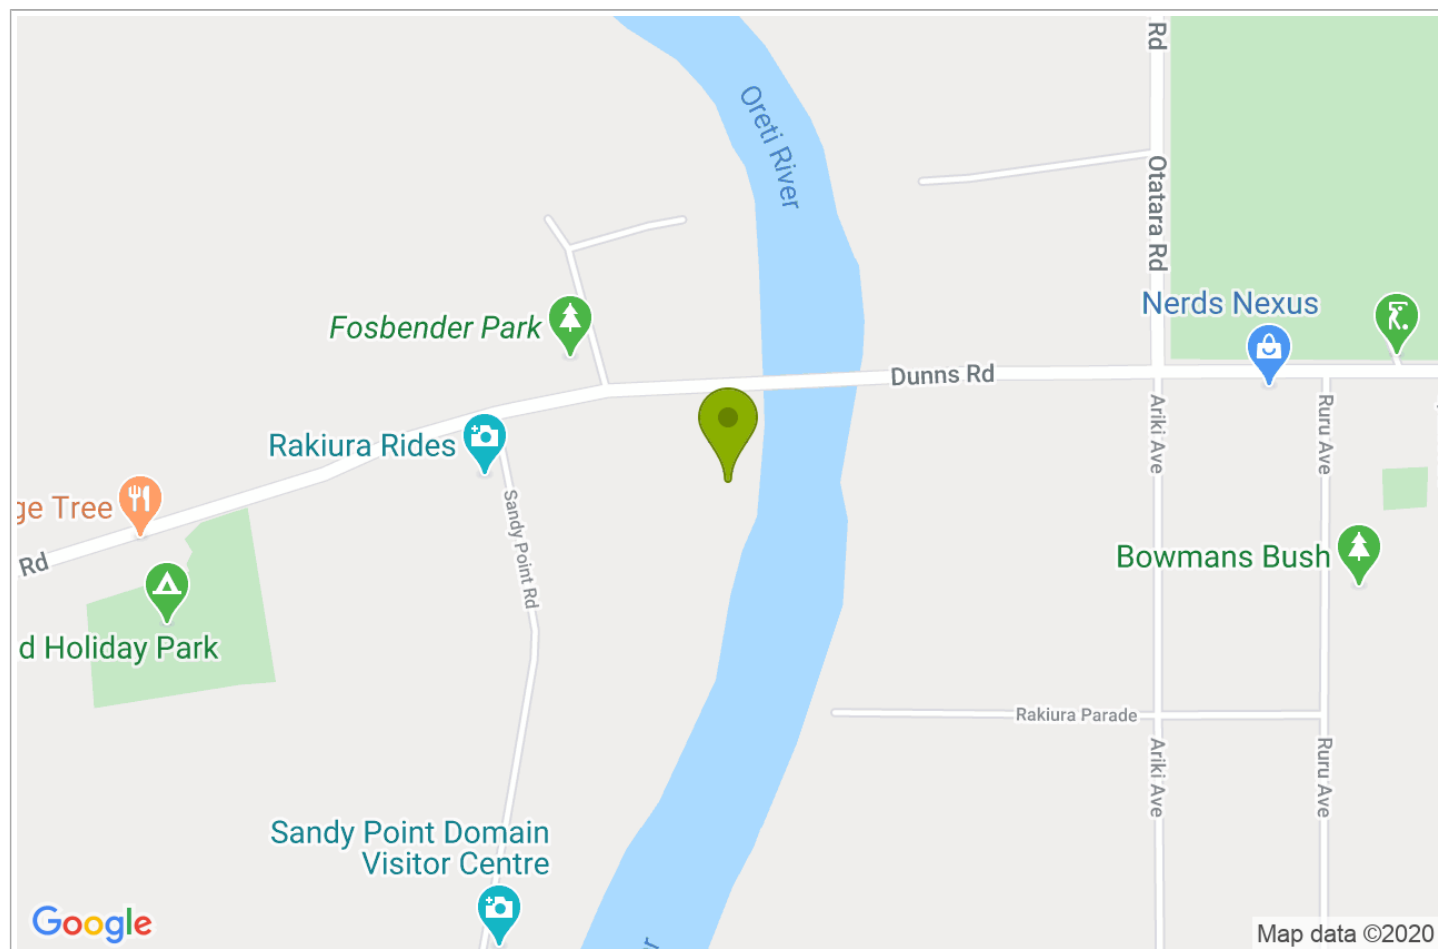 Rd
Oreti River
Otatara Rd
Nerds Nexus
Fosbender Park
Dunns Rd
Ariki Ave
Ruru Ave
Rakiura Rides
Sandy Point Rd
ge Tree
Rd
Bowmans Bush
d Holiday Park
Rakiura Parade
Ariki Ave
Ruru Ave
Sandy Point Domain
Visitor Centre
Google
Map data ©2020